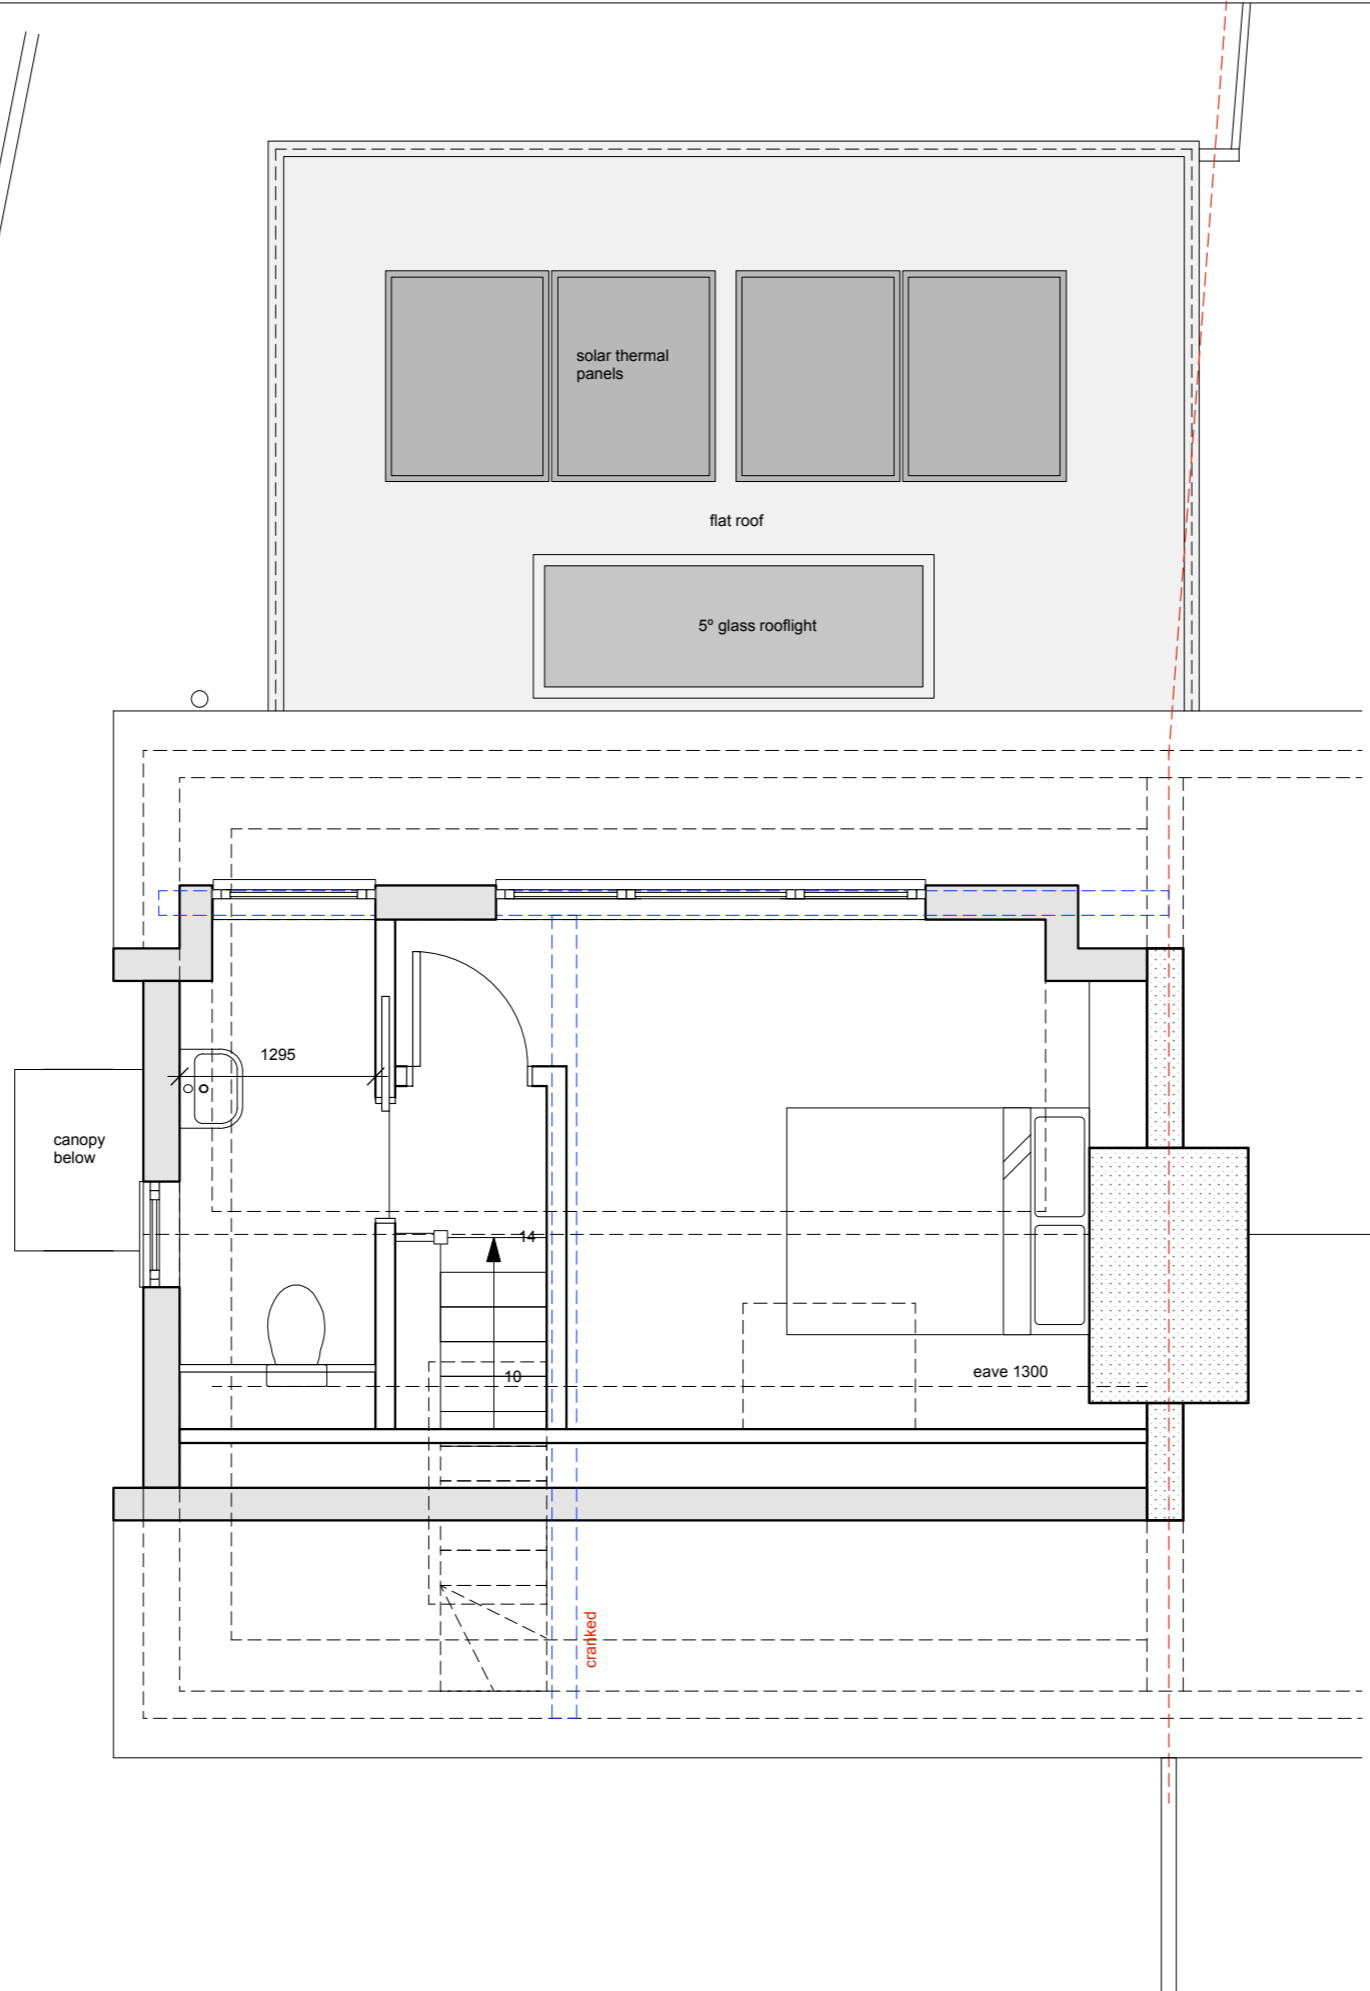 solar thermal
panels
flat roof
5º glass rooflight
1295
canopy
below
14
10
eave 1300
cranked